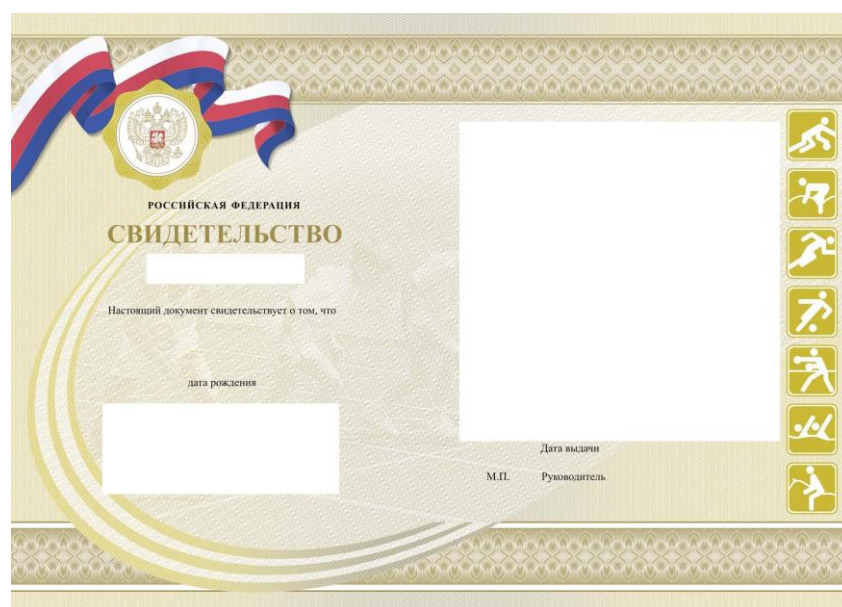 РОССИЙСКАЯ ФЕДЕРАЦИЯ
СВИДЕТЕЛЬСТВО
Настоящий документ свидетельствует о том, что
дата рождения
Дата выдачи
М.П. Руководитель